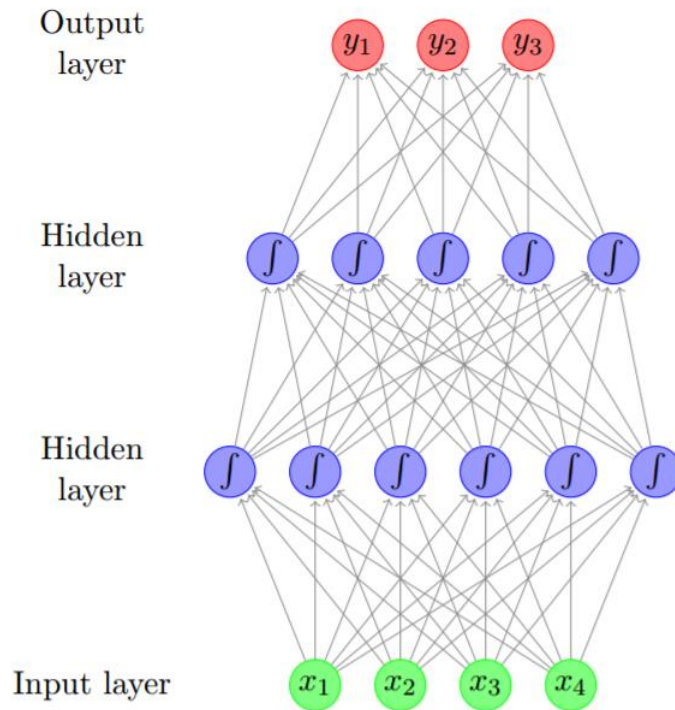 Output
layer
y₁ y₂ y₃
Hidden
layer
∫ ∫ ∫ ∫ ∫
Hidden
layer
∫ ∫ ∫ ∫ ∫ ∫
Input layer
x₁ x₂ x₃ x₄